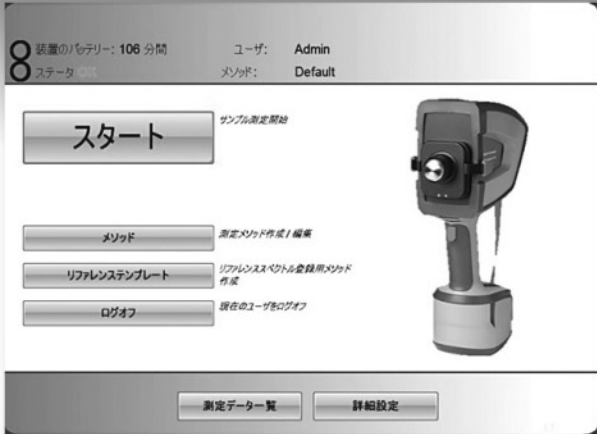 装置のバッテリー: 106 分間 ユーザ: Admin
ステータ OK メソッド: Default
スタート サンプル測定開始
メソッド 測定メソッド作成 / 編集
リファレンステンプレート リファレンススペクトル登録用メソッド
作成
ログオフ 現在のユーザをログオフ
測定データ一覧 詳細設定